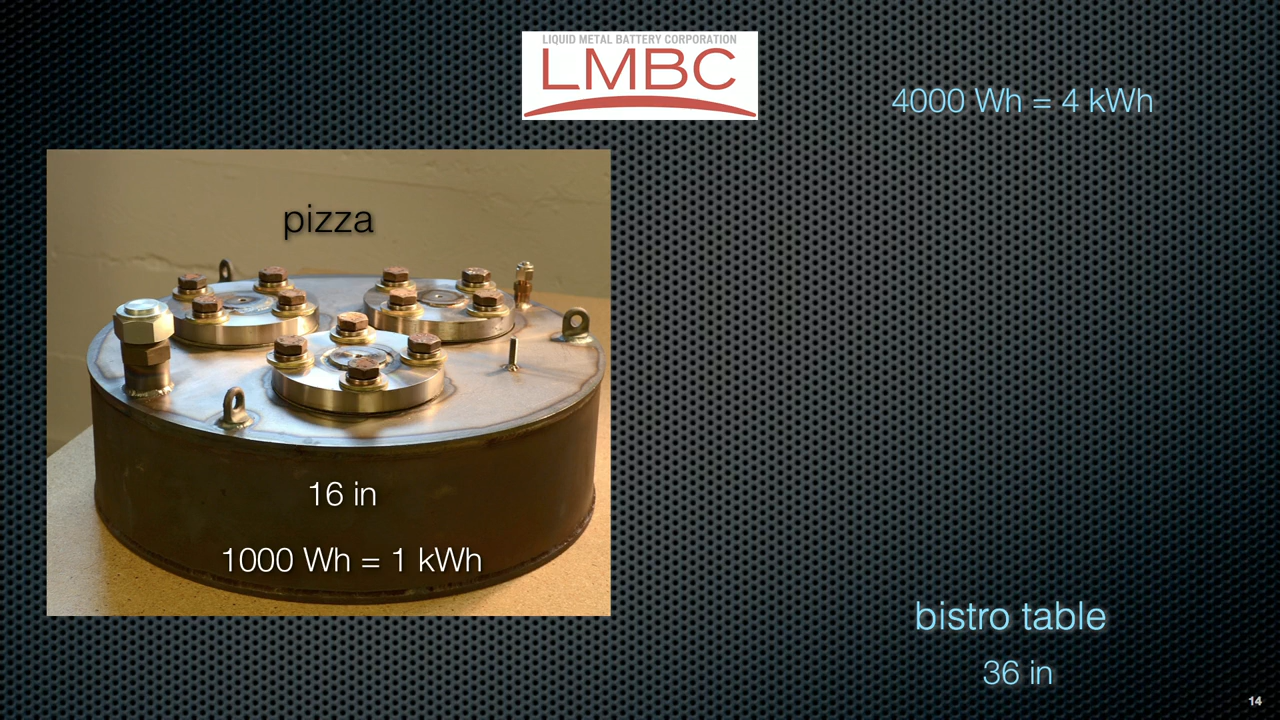 LIQUID METAL BATTERY CORPORATION
LMBC
4000 Wh = 4 kWh
pizza
16 in
1000 Wh = 1 kWh
bistro table
36 in
14